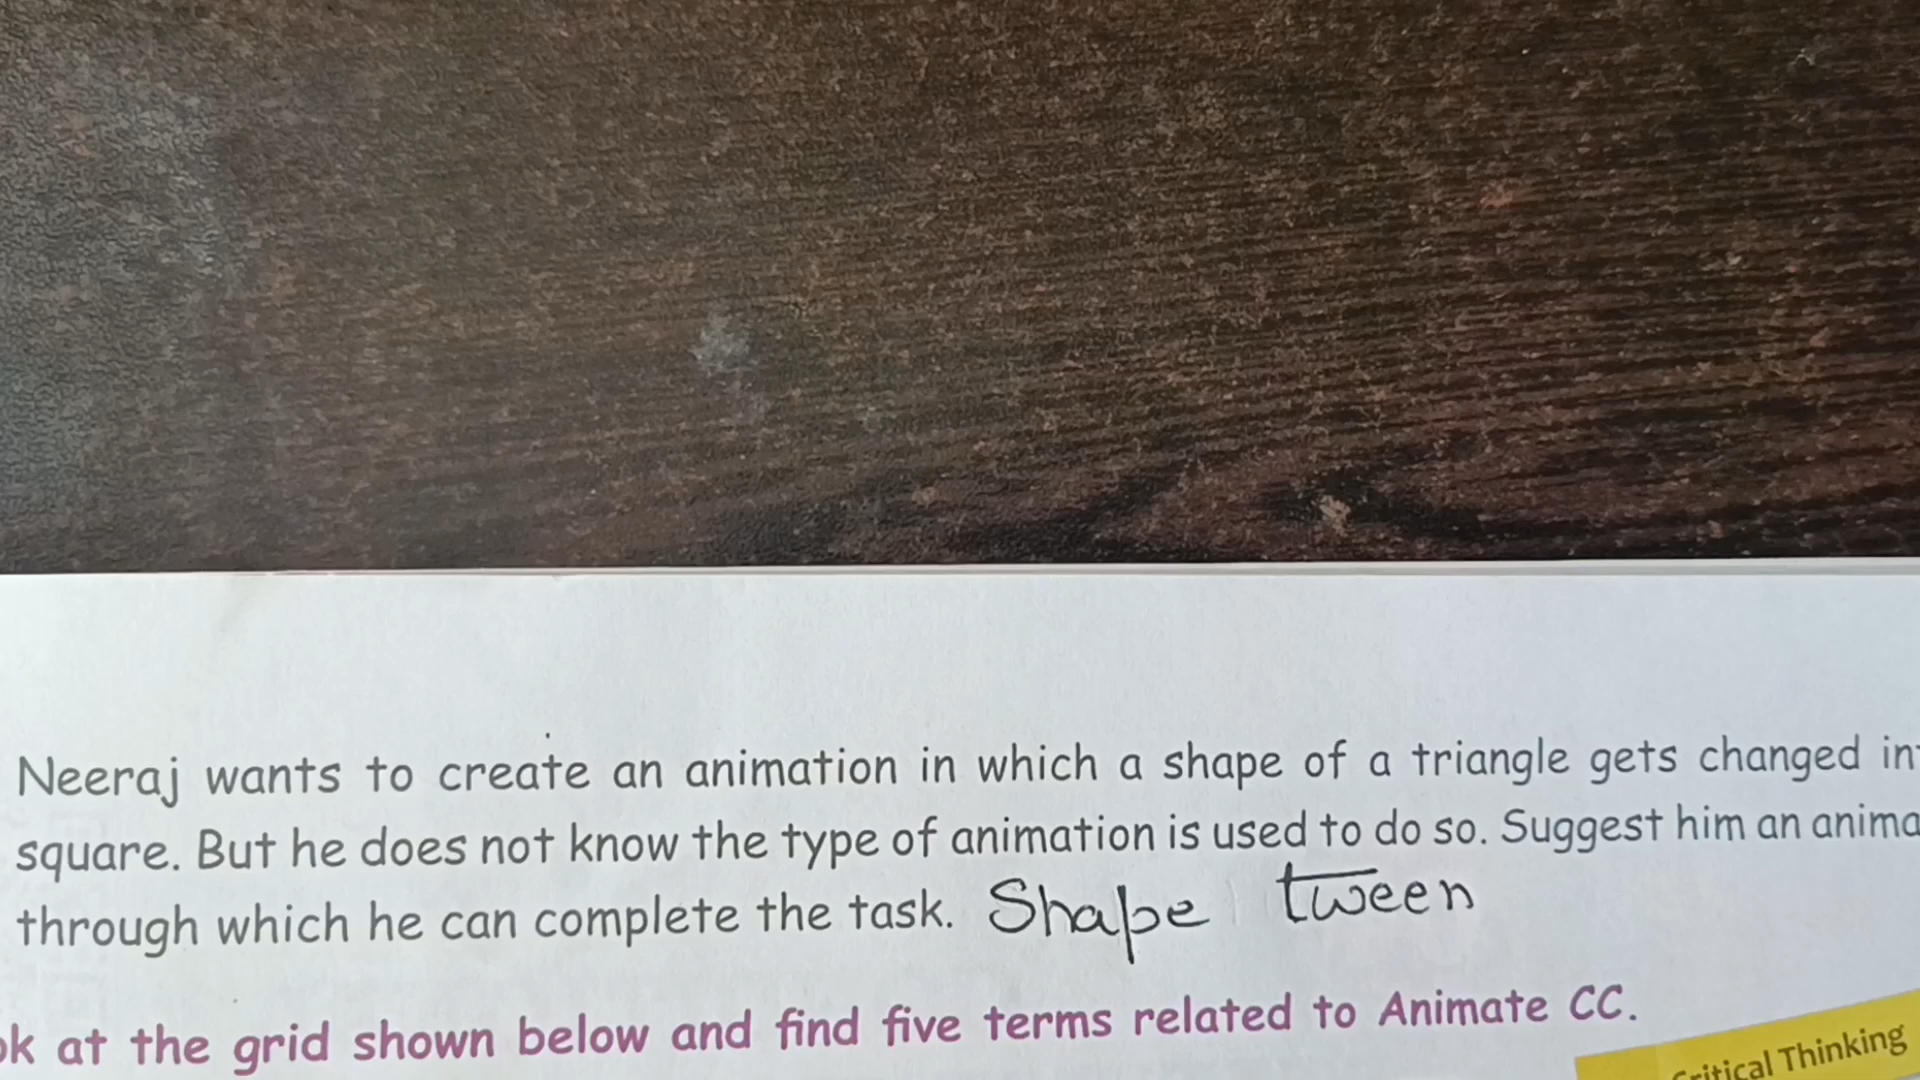 Neeraj wants to create an animation in which a shape of a triangle gets changed in
square. But he does not know the type of animation is used to do so. Suggest him an anima
through which he can complete the task. Shape tween
ok at the grid shown below and find five terms related to Animate CC.
Critical Thinking